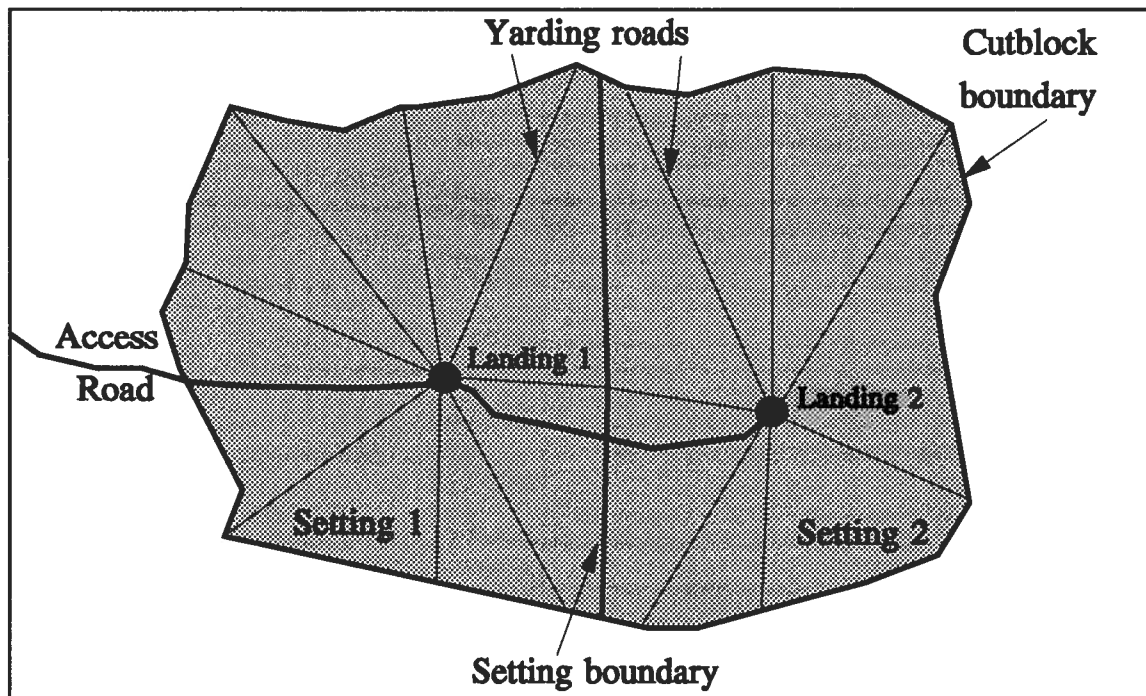 Yarding roads
Cutblock
boundary
Access
Road
Landing 1
Landing 2
Setting 1
Setting 2
Setting boundary